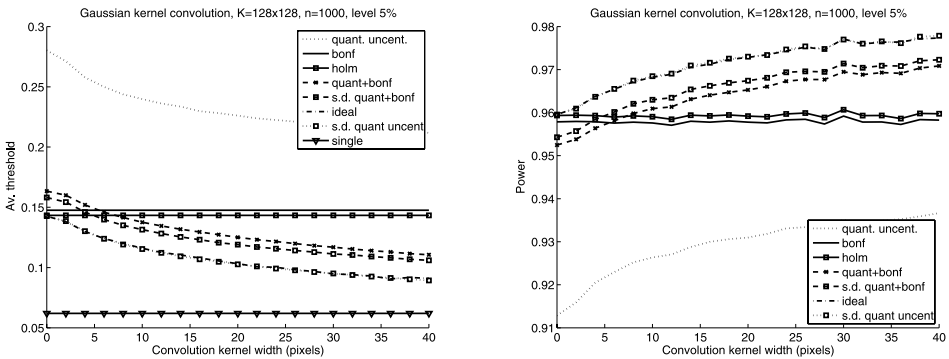 Gaussian kernel convolution, K=128x128, n=1000, level 5%
0.3
0.25
0.2
0.15
0.1
0.05
Av. threshold
quant. uncent.
bonf
holm
quant+bonf
s.d. quant+bonf
ideal
s.d. quant uncent
single
0 5 10 15 20 25 30 35 40
Convolution kernel width (pixels)
Gaussian kernel convolution, K=128x128, n=1000, level 5%
0.98
0.97
0.96
0.95
0.94
0.93
0.92
0.91
Power
quant. uncent.
bonf
holm
quant+bonf
s.d. quant+bonf
ideal
s.d. quant uncent
0 5 10 15 20 25 30 35 40
Convolution kernel width (pixels)